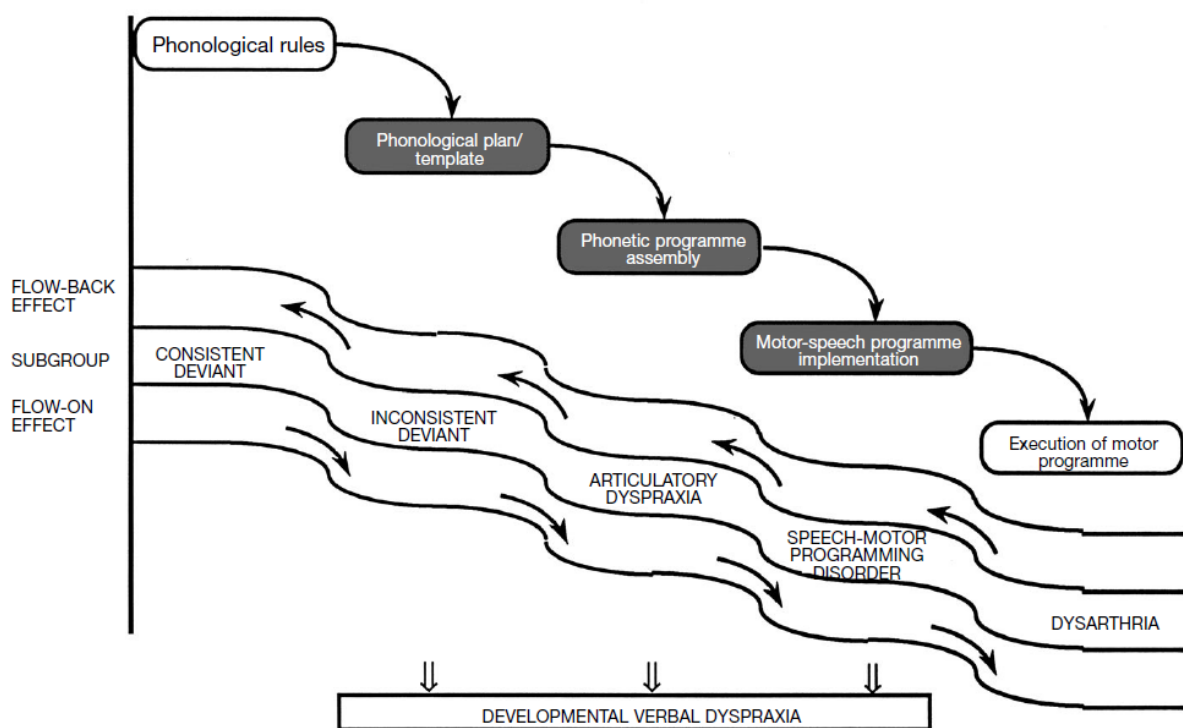 Phonological rules
Phonological plan/
template
Phonetic programme
assembly
Motor-speech programme
implementation
Execution of motor
programme
FLOW-BACK
EFFECT
SUBGROUP
FLOW-ON
EFFECT
CONSISTENT
DEVIANT
INCONSISTENT
DEVIANT
ARTICULATORY
DYSPRAXIA
SPEECH-MOTOR
PROGRAMMING
DISORDER
DYSARTHRIA
DEVELOPMENTAL VERBAL DYSPRAXIA